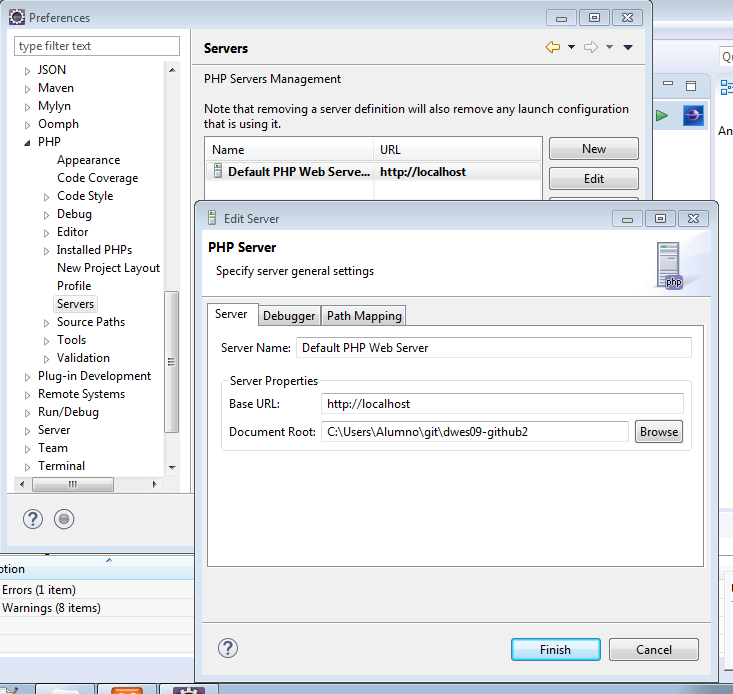 Preferences
type filter text
JSON
Maven
Mylyn
Oomph
PHP
Appearance
Code Coverage
Code Style
Debug
Editor
Installed PHPs
New Project Layout
Profile
Servers
Source Paths
Tools
Validation
Plug-in Development
Remote Systems
Run/Debug
Server
Team
Terminal
Servers
PHP Servers Management
Note that removing a server definition will also remove any launch configuration
that is using it.
Name URL
Default PHP Web Serve... http://localhost
New
Edit
Edit Server
PHP Server
Specify server general settings
php
Server Debugger Path Mapping
Server Name: Default PHP Web Server
Server Properties
Base URL: http://localhost
Document Root: C:\Users\Alumno\git\dwes09-github2 Browse
Finish Cancel
ption
Errors (1 item)
Warnings (8 items)
Qu
An